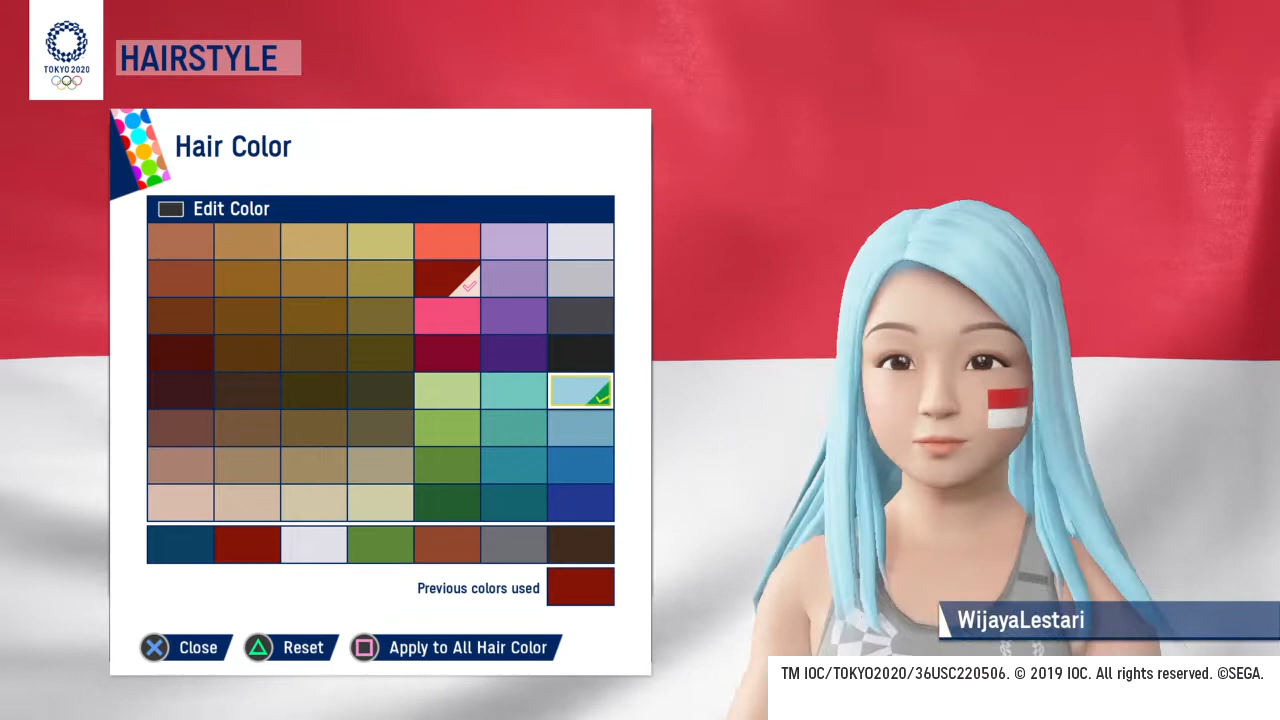 TOKYO 2020
HAIRSTYLE
Hair Color
Edit Color
Previous colors used
Close
Reset
Apply to All Hair Color
WijayaLestari
TM IOC/TOKYO2020/36USC220506. © 2019 IOC. All rights reserved. ©SEGA.